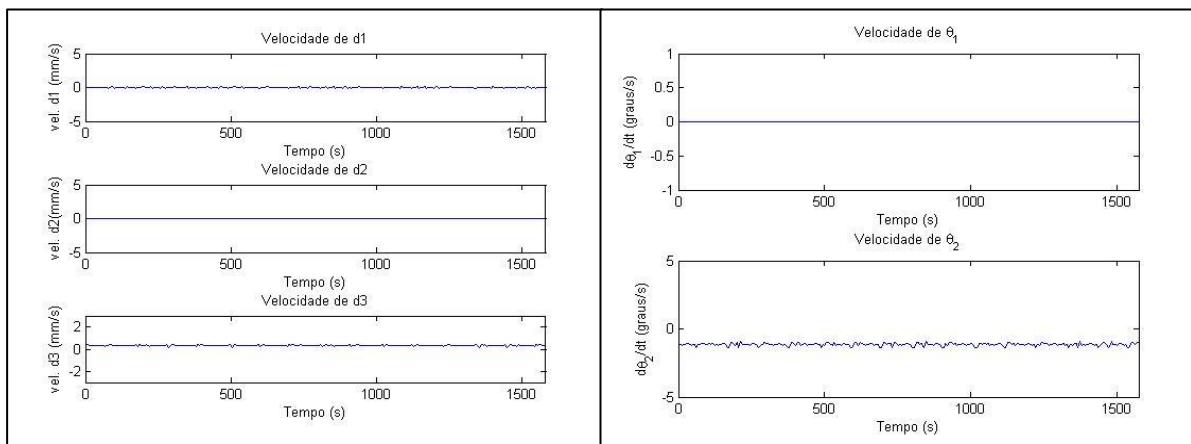 Velocidade de d1
vel. d1 (mm/s)
5
0
-5
0 500 1000 1500
Tempo (s)
Velocidade de d2
vel. d2(mm/s)
5
0
-5
0 500 1000 1500
Tempo (s)
Velocidade de d3
vel. d3 (mm/s)
2
0
-2
0 500 1000 1500
Tempo (s)
Velocidade de θ1
dθ1/dt (graus/s)
1
0.5
0
-0.5
-1
0 500 1000 1500
Tempo (s)
Velocidade de θ2
dθ2/dt (graus/s)
5
0
-5
0 500 1000 1500
Tempo (s)